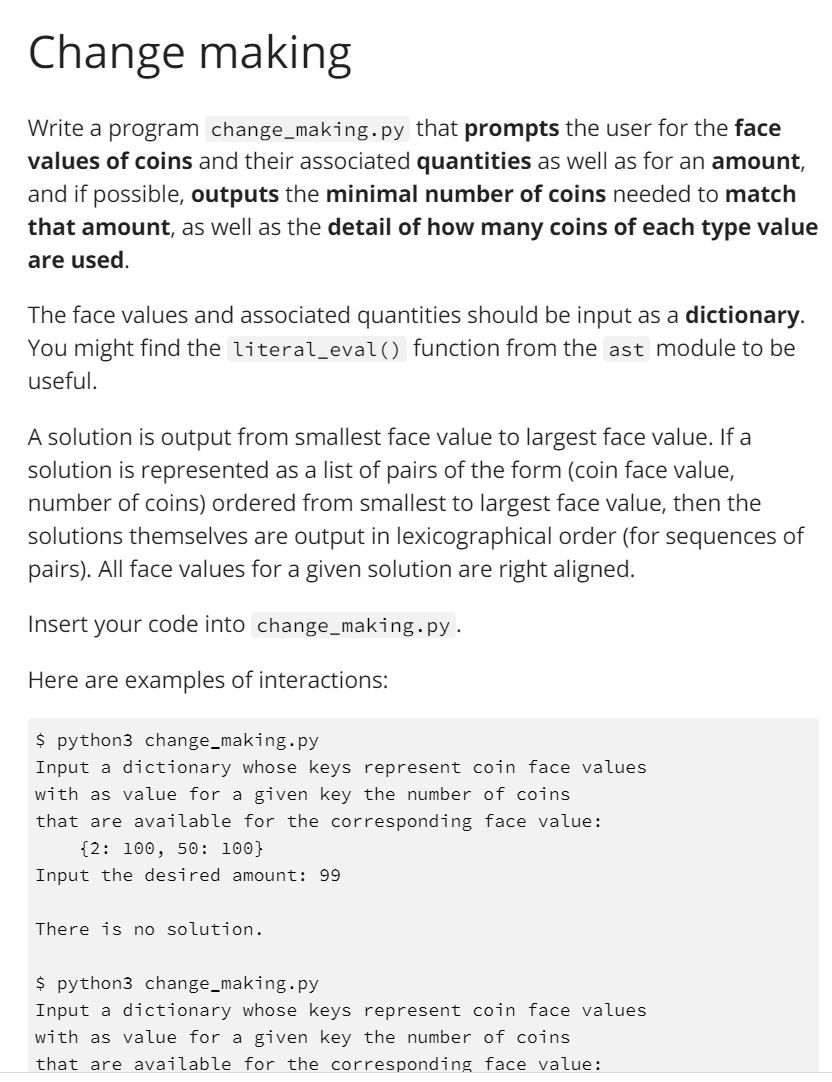 Change making
Write a program change_making.py that prompts the user for the face
values of coins and their associated quantities as well as for an amount,
and if possible, outputs the minimal number of coins needed to match
that amount, as well as the detail of how many coins of each type value
are used.
The face values and associated quantities should be input as a dictionary.
You might find the literal_eval() function from the ast module to be
useful.
A solution is output from smallest face value to largest face value. If a
solution is represented as a list of pairs of the form (coin face value,
number of coins) ordered from smallest to largest face value, then the
solutions themselves are output in lexicographical order (for sequences of
pairs). All face values for a given solution are right aligned.
Insert your code into change_making.py.
Here are examples of interactions:
$ python3 change_making.py
Input a dictionary whose keys represent coin face values
with as value for a given key the number of coins
that are available for the corresponding face value:
    {2: 100, 50: 100}
Input the desired amount: 99
There is no solution.
$ python3 change_making.py
Input a dictionary whose keys represent coin face values
with as value for a given key the number of coins
that are available for the corresponding face value: